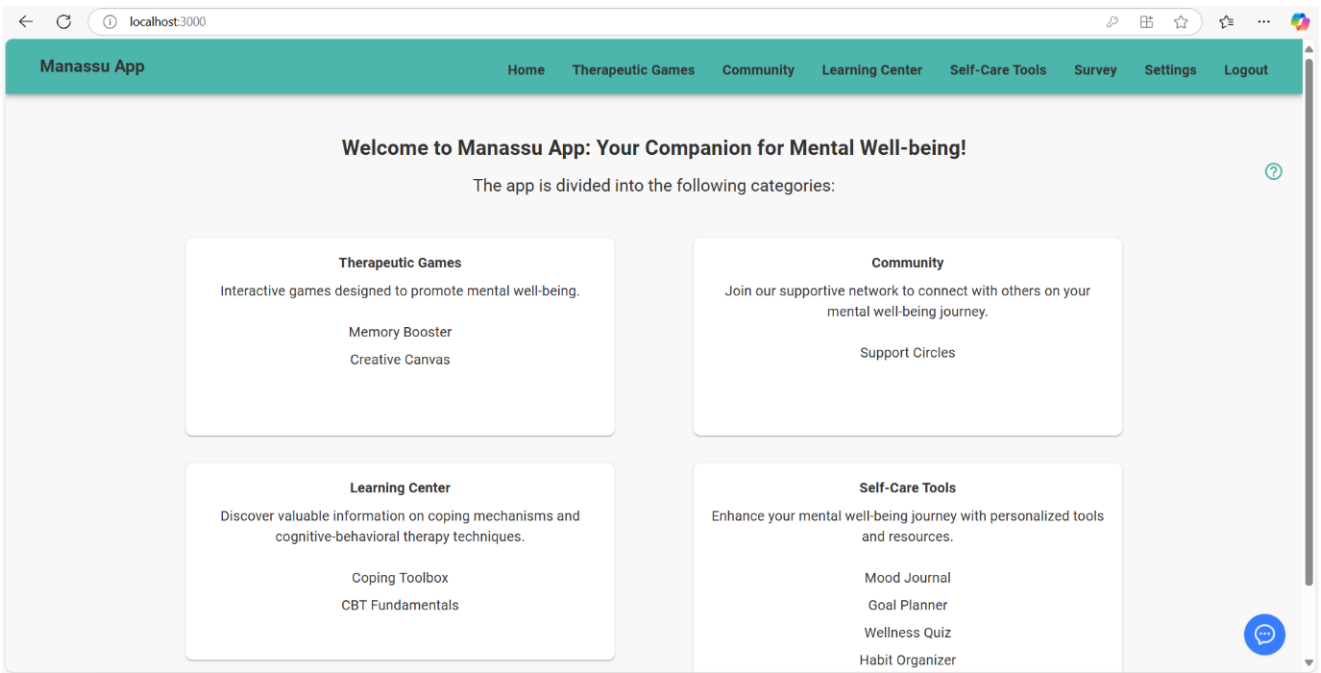 localhost:3000
Manassu App
Home Therapeutic Games Community Learning Center Self-Care Tools Survey Settings Logout
Welcome to Manassu App: Your Companion for Mental Well-being!
The app is divided into the following categories:
Therapeutic Games
Interactive games designed to promote mental well-being.
Memory Booster
Creative Canvas
Community
Join our supportive network to connect with others on your
mental well-being journey.
Support Circles
Learning Center
Discover valuable information on coping mechanisms and
cognitive-behavioral therapy techniques.
Coping Toolbox
CBT Fundamentals
Self-Care Tools
Enhance your mental well-being journey with personalized tools
and resources.
Mood Journal
Goal Planner
Wellness Quiz
Habit Organizer